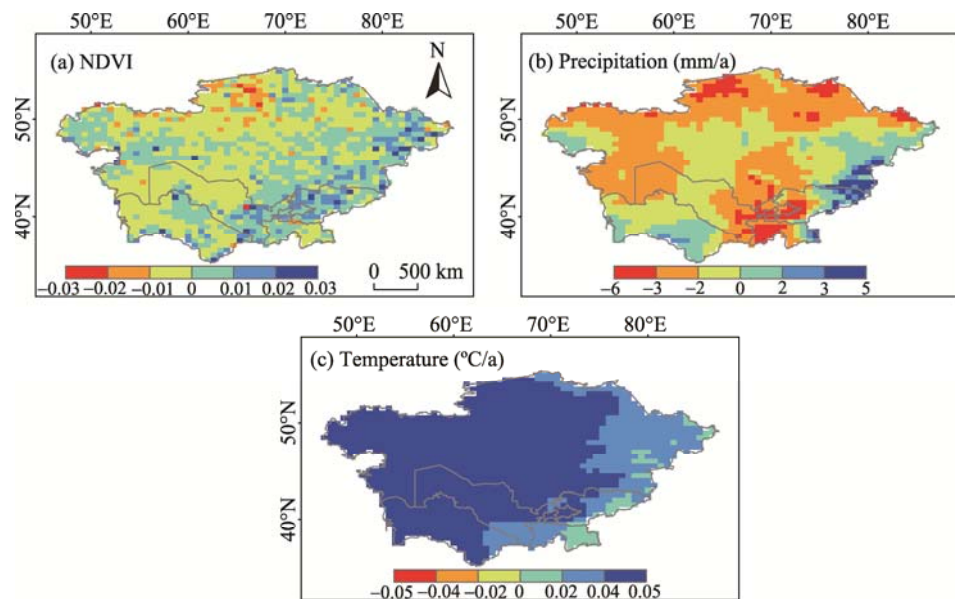 50°E 60°E 70°E 80°E
50°E 60°E 70°E 80°E
(a) NDVI
N
50°N
40°N
0 500 km
−0.03 −0.02 −0.01 0 0.01 0.02 0.03
(b) Precipitation (mm/a)
50°N
40°N
−6 −3 −2 0 2 3 5
50°E 60°E 70°E 80°E
(c) Temperature (ºC/a)
50°N
40°N
−0.05 −0.04 −0.02 0 0.02 0.04 0.05